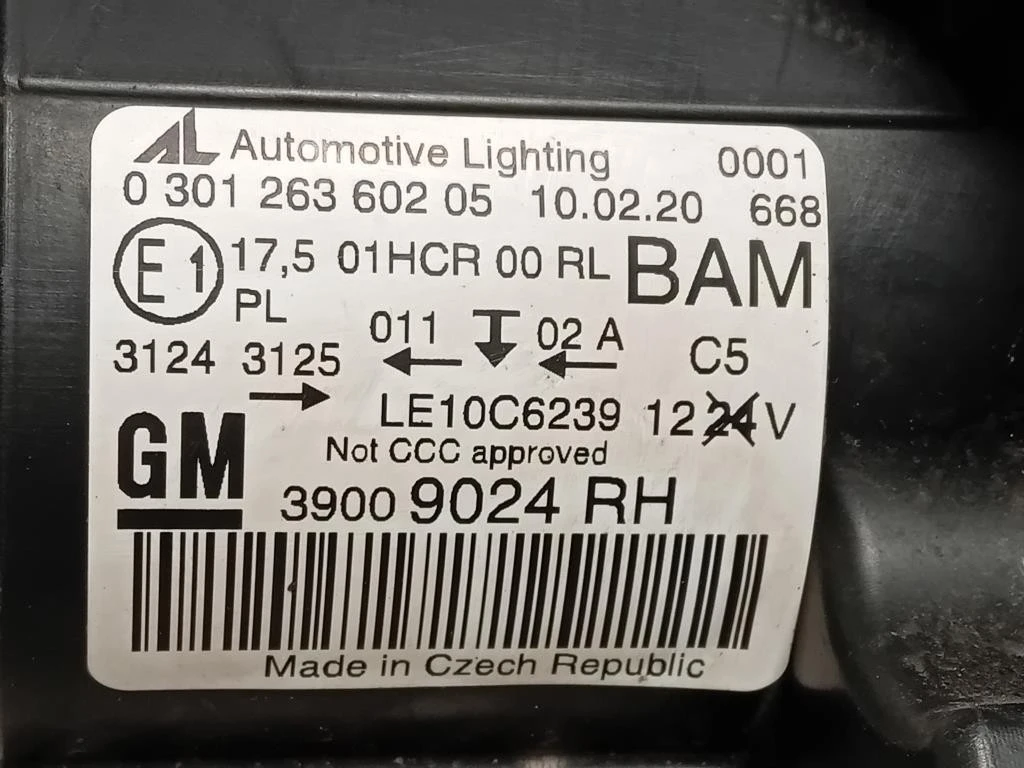 AL Automotive Lighting 0001
0 301 263 602 05 10.02.20 668
E1 17,5 01HCR 00 RL BAM
PL
011 02 A
3124 3125 C5
LE10C6239 12 24 V
Not CCC approved
GM
3900 9024 RH
Made in Czech Republic